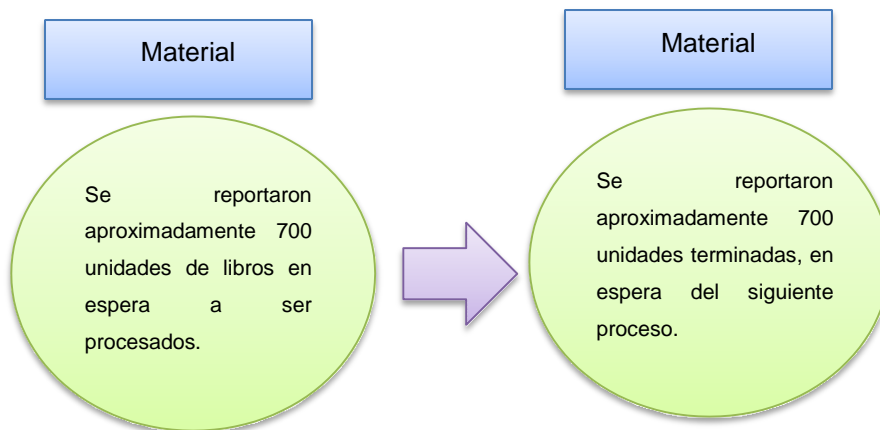 Material
Se reportaron
aproximadamente 700
unidades de libros en
espera a ser
procesados.
Material
Se reportaron
aproximadamente 700
unidades terminadas, en
espera del siguiente
proceso.